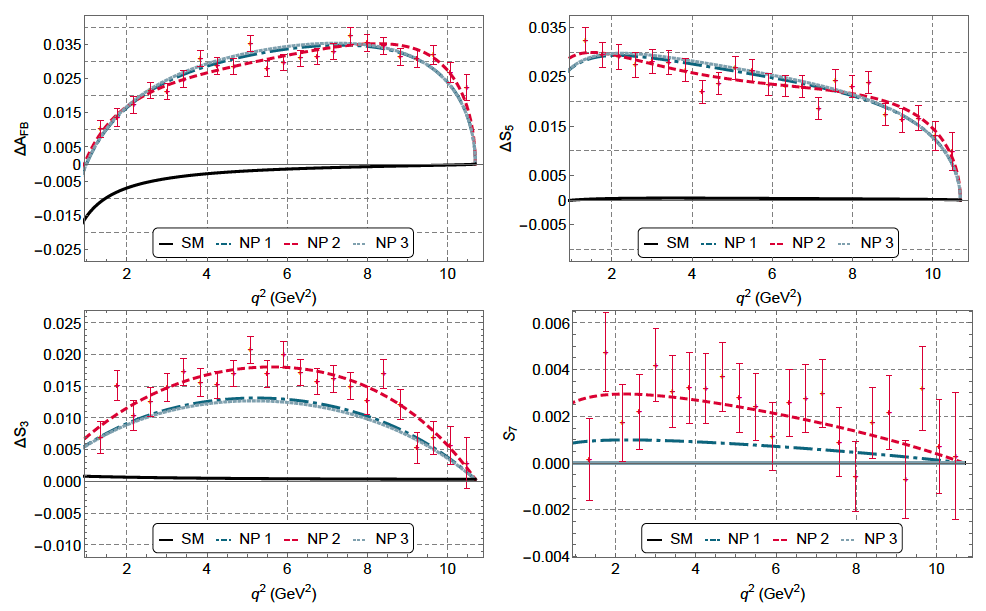 0.035
0.025
0.015
0.005
0
−0.005
−0.015
−0.025
ΔA_FB
SM NP 1 NP 2 NP 3
2 4 6 8 10
q² (GeV²)
0.035
0.025
0.015
0.005
0
−0.005
ΔS₅
SM NP 1 NP 2 NP 3
2 4 6 8 10
q² (GeV²)
0.025
0.020
0.015
0.010
0.005
0.000
−0.005
−0.010
ΔS₃
SM NP 1 NP 2 NP 3
2 4 6 8 10
q² (GeV²)
0.006
0.004
0.002
0.000
−0.002
−0.004
S₇
SM NP 1 NP 2 NP 3
2 4 6 8 10
q² (GeV²)